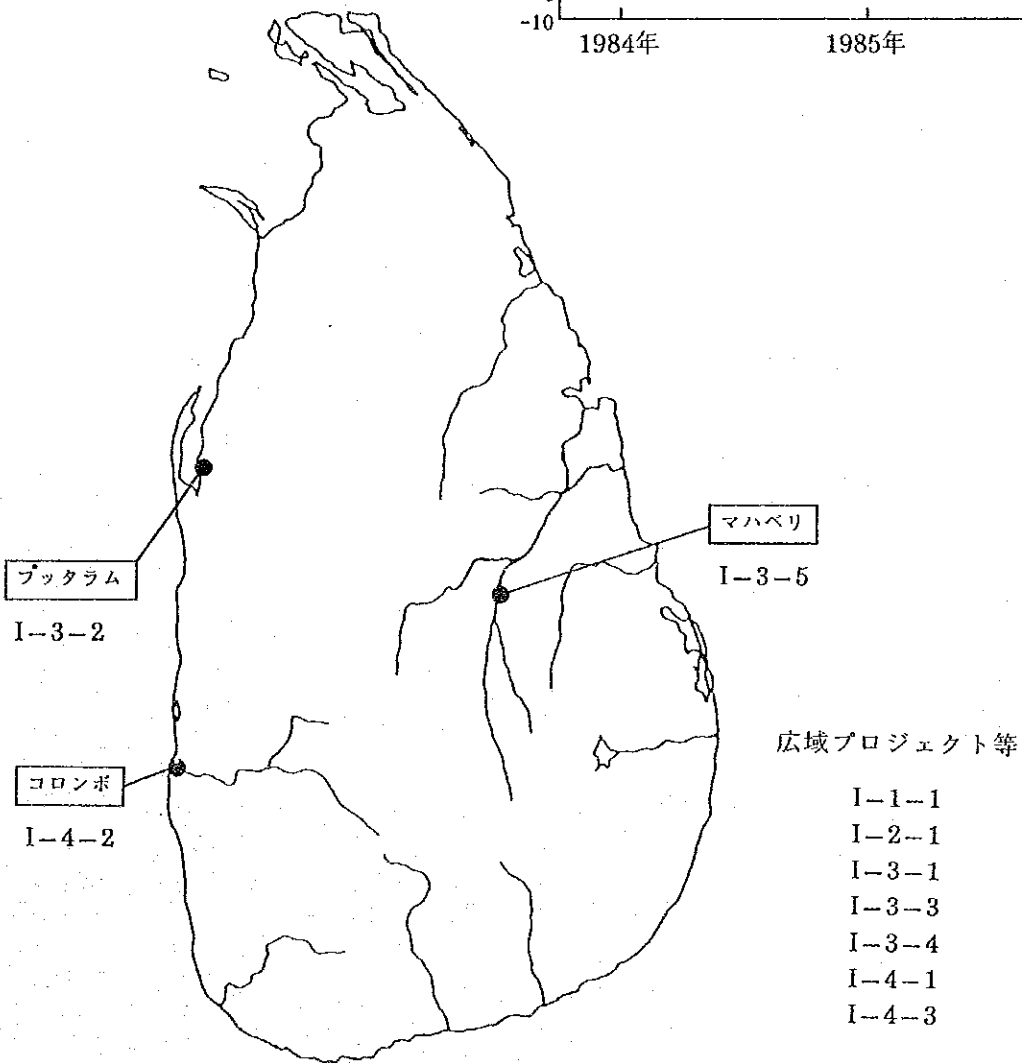 -10
1984年 1985年
マハベリ
I-3-5
プッタラム
I-3-2
広域プロジェクト等
コロンボ
I-4-2
I-1-1
I-2-1
I-3-1
I-3-3
I-3-4
I-4-1
I-4-3